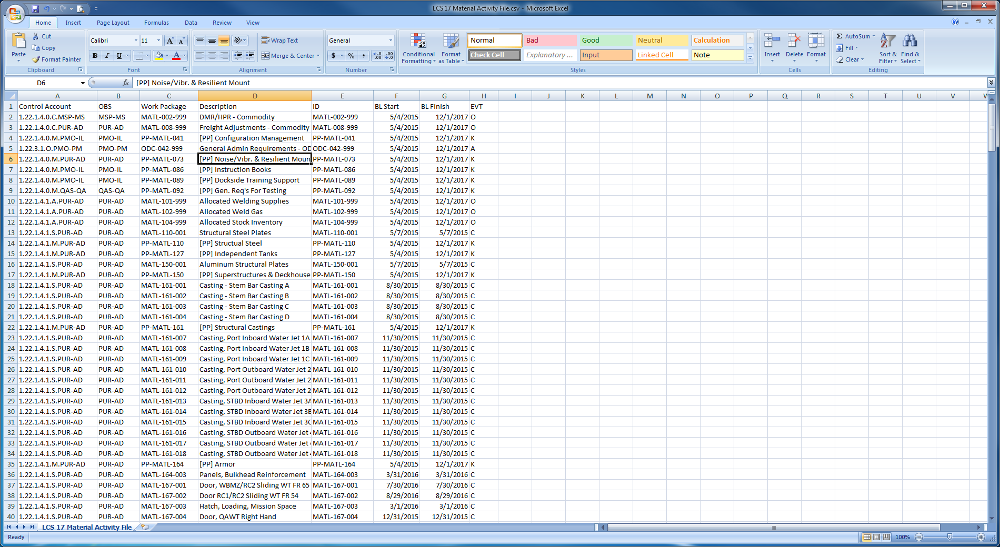 LCS 17 Material Activity File.csv - Microsoft Excel
Home Insert Page Layout Formulas Data Review View
Paste Cut Copy Format Painter Clipboard
Calibri 11 B I U Font
Wrap Text Merge & Center Alignment
General $ % , Number
Conditional Formatting Format as Table
Normal Bad Good Neutral Calculation
Check Cell Explanatory ... Input Linked Cell Note
Styles
Insert Delete Format Cells
AutoSum Fill Clear Sort & Filter Find & Select Editing
D6 fx [PP] Noise/Vibr. & Resilient Mount
A B C D E F G H I J K L M N O P Q R S T U V W
1 Control Account OBS Work Package Description ID BL Start BL Finish EVT
2 1.22.1.4.0.C.MSP-MS MSP-MS MATL-002-999 DMR/HPR - Commodity MATL-002-999 5/4/2015 12/1/2017 O
3 1.22.1.4.0.C.PUR-AD PUR-AD MATL-008-999 Freight Adjustments - Commodity MATL-008-999 5/4/2015 12/1/2017 O
4 1.22.1.4.0.M.PMO-IL PMO-IL PP-MATL-041 [PP] Configuration Management PP-MATL-041 5/4/2015 12/1/2017 K
5 1.22.3.1.O.PMO-PM PMO-PM ODC-042-999 General Admin Requirements - OD ODC-042-999 5/4/2015 12/1/2017 A
6 1.22.1.4.0.M.PUR-AD PUR-AD PP-MATL-073 [PP] Noise/Vibr. & Resilient Moun PP-MATL-073 5/4/2015 12/1/2017 K
7 1.22.1.4.0.M.PMO-IL PMO-IL PP-MATL-086 [PP] Instruction Books PP-MATL-086 5/4/2015 12/1/2017 K
8 1.22.1.4.0.M.PMO-IL PMO-IL PP-MATL-089 [PP] Dockside Training Support PP-MATL-089 5/4/2015 12/1/2017 K
9 1.22.1.4.0.M.QAS-QA QAS-QA PP-MATL-092 [PP] Gen. Req's For Testing PP-MATL-092 5/4/2015 12/1/2017 K
10 1.22.1.4.1.A.PUR-AD PUR-AD MATL-101-999 Allocated Welding Supplies MATL-101-999 5/4/2015 12/1/2017 O
11 1.22.1.4.1.A.PUR-AD PUR-AD MATL-102-999 Allocated Weld Gas MATL-102-999 5/4/2015 12/1/2017 O
12 1.22.1.4.1.A.PUR-AD PUR-AD MATL-104-999 Allocated Stock Inventory MATL-104-999 5/4/2015 12/1/2017 O
13 1.22.1.4.1.S.PUR-AD PUR-AD MATL-110-001 Structural Steel Plates MATL-110-001 5/7/2015 5/7/2015 C
14 1.22.1.4.1.M.PUR-AD PUR-AD PP-MATL-110 [PP] Structual Steel PP-MATL-110 5/4/2015 12/1/2017 K
15 1.22.1.4.1.M.PUR-AD PUR-AD PP-MATL-127 [PP] Independent Tanks PP-MATL-127 5/4/2015 12/1/2017 K
16 1.22.1.4.1.S.PUR-AD PUR-AD MATL-150-001 Aluminum Structural Plates MATL-150-001 5/7/2015 5/7/2015 C
17 1.22.1.4.1.M.PUR-AD PUR-AD PP-MATL-150 [PP] Superstructures & Deckhouse PP-MATL-150 5/4/2015 12/1/2017 K
18 1.22.1.4.1.S.PUR-AD PUR-AD MATL-161-001 Casting - Stem Bar Casting A MATL-161-001 8/30/2015 8/30/2015 C
19 1.22.1.4.1.S.PUR-AD PUR-AD MATL-161-002 Casting - Stem Bar Casting B MATL-161-002 8/30/2015 8/30/2015 C
20 1.22.1.4.1.S.PUR-AD PUR-AD MATL-161-003 Casting - Stem Bar Casting C MATL-161-003 8/30/2015 8/30/2015 C
21 1.22.1.4.1.S.PUR-AD PUR-AD MATL-161-004 Casting - Stem Bar Casting D MATL-161-004 8/30/2015 8/30/2015 C
22 1.22.1.4.1.M.PUR-AD PUR-AD PP-MATL-161 [PP] Structural Castings PP-MATL-161 5/4/2015 12/1/2017 K
23 1.22.1.4.1.S.PUR-AD PUR-AD MATL-161-007 Casting, Port Inboard Water Jet 1A MATL-161-007 11/30/2015 11/30/2015 C
24 1.22.1.4.1.S.PUR-AD PUR-AD MATL-161-008 Casting, Port Inboard Water Jet 1B MATL-161-008 11/30/2015 11/30/2015 C
25 1.22.1.4.1.S.PUR-AD PUR-AD MATL-161-009 Casting, Port Inboard Water Jet 1C MATL-161-009 11/30/2015 11/30/2015 C
26 1.22.1.4.1.S.PUR-AD PUR-AD MATL-161-010 Casting, Port Outboard Water Jet 2 MATL-161-010 11/30/2015 11/30/2015 C
27 1.22.1.4.1.S.PUR-AD PUR-AD MATL-161-011 Casting, Port Outboard Water Jet 2 MATL-161-011 11/30/2015 11/30/2015 C
28 1.22.1.4.1.S.PUR-AD PUR-AD MATL-161-012 Casting, Port Outboard Water Jet 2 MATL-161-012 11/30/2015 11/30/2015 C
29 1.22.1.4.1.S.PUR-AD PUR-AD MATL-161-013 Casting, STBD Inboard Water Jet 3A MATL-161-013 11/30/2015 11/30/2015 C
30 1.22.1.4.1.S.PUR-AD PUR-AD MATL-161-014 Casting, STBD Inboard Water Jet 3B MATL-161-014 11/30/2015 11/30/2015 C
31 1.22.1.4.1.S.PUR-AD PUR-AD MATL-161-015 Casting, STBD Inboard Water Jet 3C MATL-161-015 11/30/2015 11/30/2015 C
32 1.22.1.4.1.S.PUR-AD PUR-AD MATL-161-016 Casting, STBD Outboard Water Jet 4 MATL-161-016 11/30/2015 11/30/2015 C
33 1.22.1.4.1.S.PUR-AD PUR-AD MATL-161-017 Casting, STBD Outboard Water Jet 4 MATL-161-017 11/30/2015 11/30/2015 C
34 1.22.1.4.1.S.PUR-AD PUR-AD MATL-161-018 Casting, STBD Outboard Water Jet 4 MATL-161-018 11/30/2015 11/30/2015 C
35 1.22.1.4.1.M.PUR-AD PUR-AD PP-MATL-164 [PP] Armor PP-MATL-164 5/4/2015 12/1/2017 K
36 1.22.1.4.1.S.PUR-AD PUR-AD MATL-164-003 Panels, Bulkhead Reinforcement MATL-164-003 3/31/2016 3/31/2016 C
37 1.22.1.4.1.S.PUR-AD PUR-AD MATL-167-001 Door, WBMZ/RC2 Sliding WT FR 65 MATL-167-001 7/30/2016 7/30/2016 C
38 1.22.1.4.1.S.PUR-AD PUR-AD MATL-167-002 Door RC1/RC2 Sliding WT FR 54 MATL-167-002 8/29/2016 8/29/2016 C
39 1.22.1.4.1.S.PUR-AD PUR-AD MATL-167-003 Hatch, Loading, Mission Space MATL-167-003 3/1/2016 3/1/2016 C
40 1.22.1.4.1.S.PUR-AD PUR-AD MATL-167-004 Door, QAWT Right Hand MATL-167-004 12/31/2015 12/31/2015 C
LCS 17 Material Activity File
Ready 100%